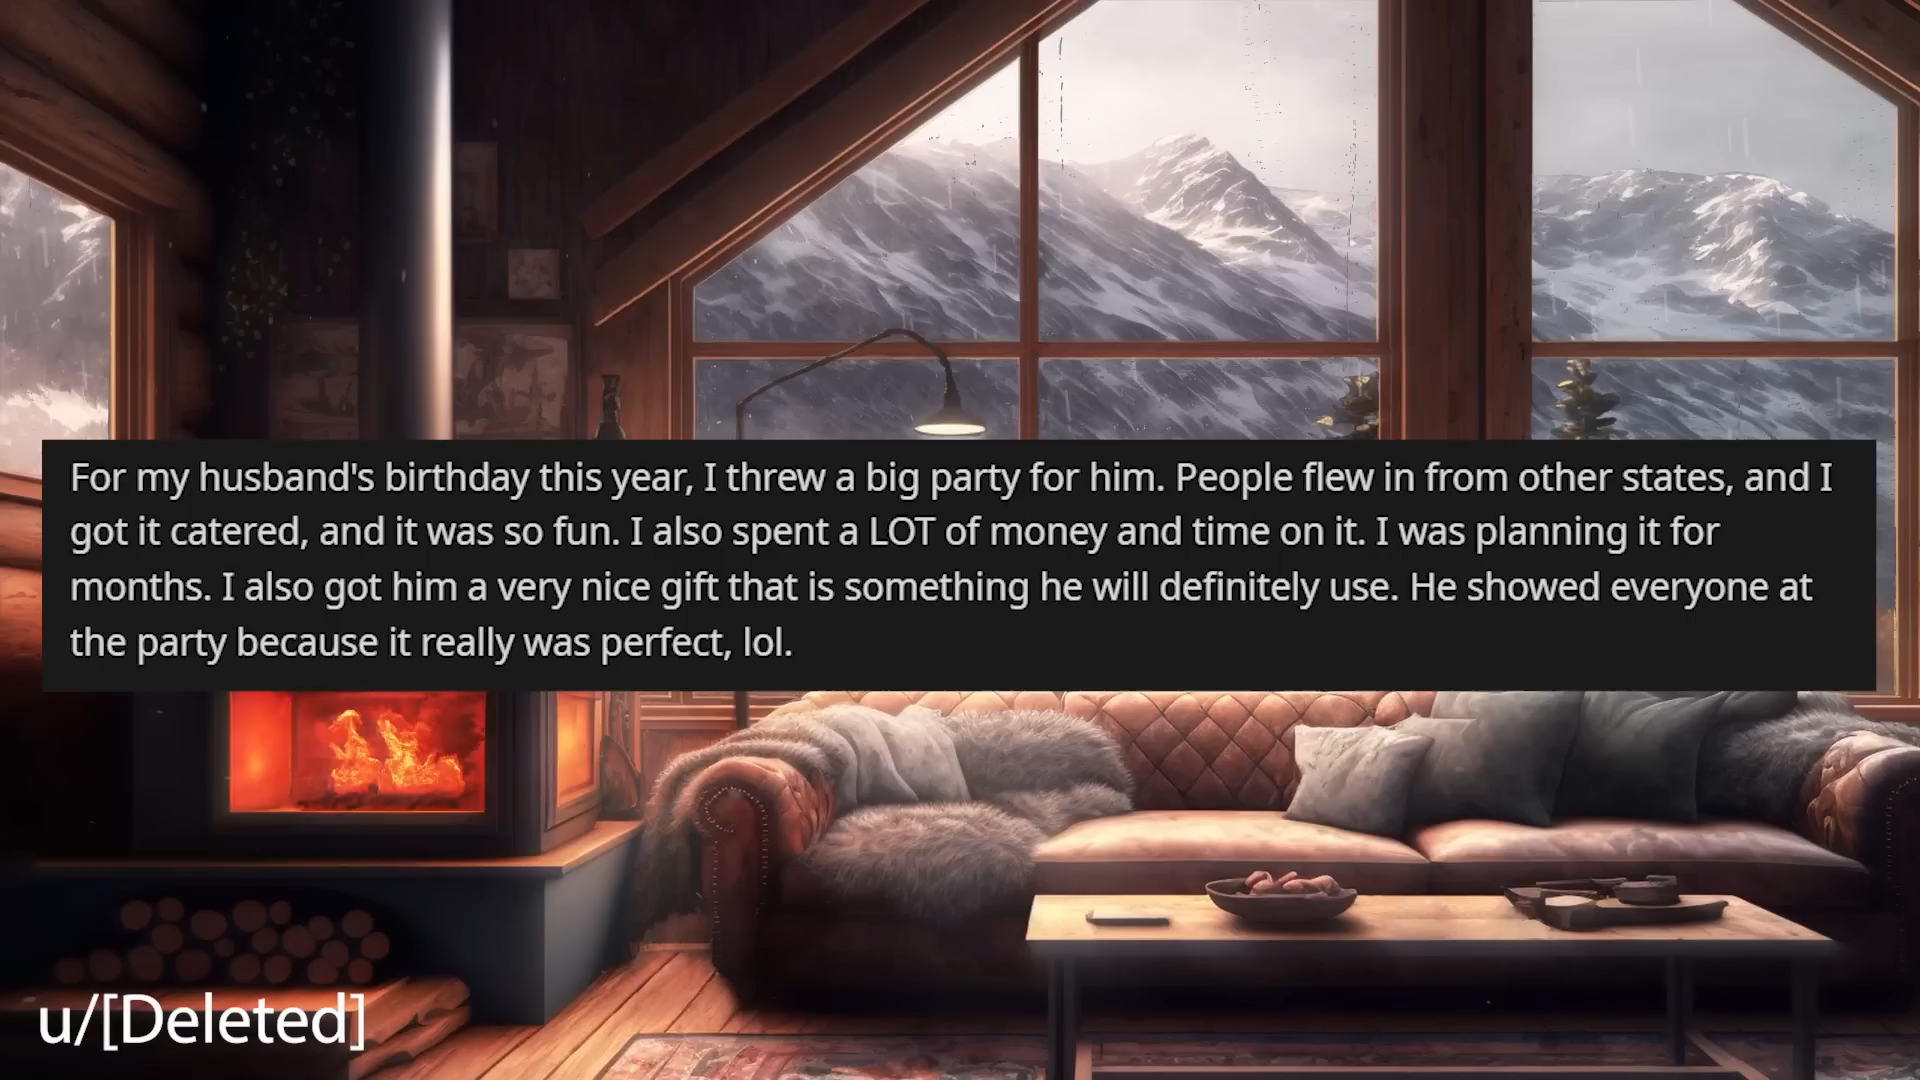 For my husband's birthday this year, I threw a big party for him. People flew in from other states, and I
got it catered, and it was so fun. I also spent a LOT of money and time on it. I was planning it for
months. I also got him a very nice gift that is something he will definitely use. He showed everyone at
the party because it really was perfect, lol.
u/[Deleted]